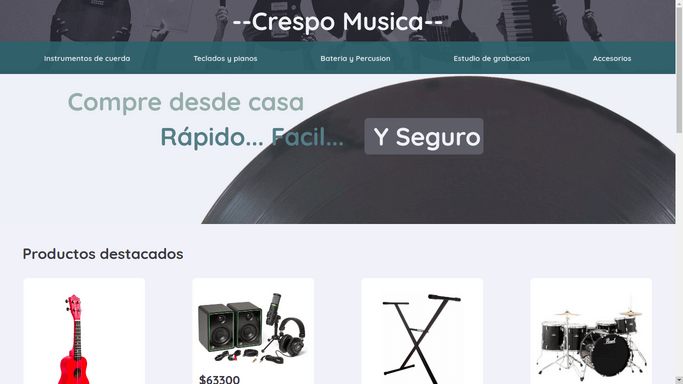 --Crespo Musica--
Instrumentos de cuerda
Teclados y pianos
Bateria y Percusion
Estudio de grabacion
Accesorios
Compre desde casa
Rápido... Facil... Y Seguro
Productos destacados
$63300
Pearl